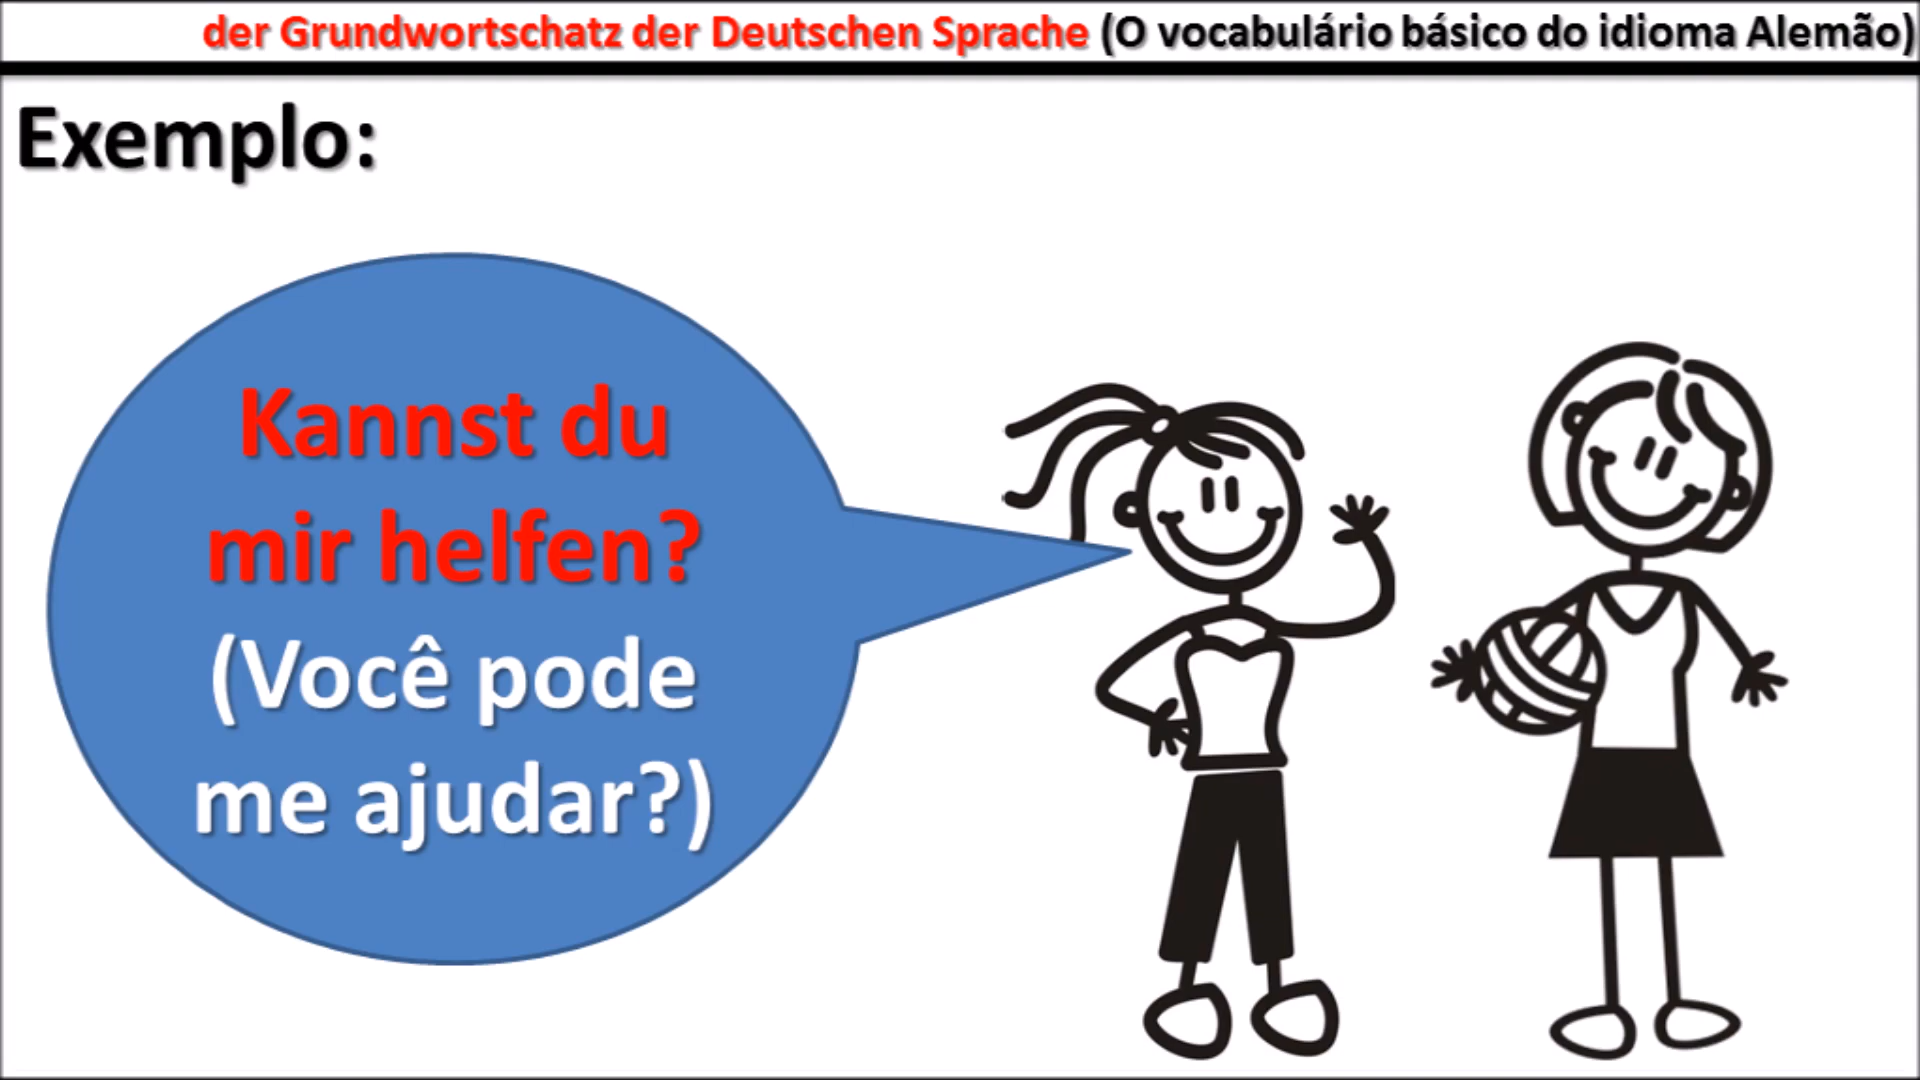 der Grundwortschatz der Deutschen Sprache (O vocabulário básico do idioma Alemão)
Exemplo:
Kannst du
mir helfen?
(Você pode
me ajudar?)